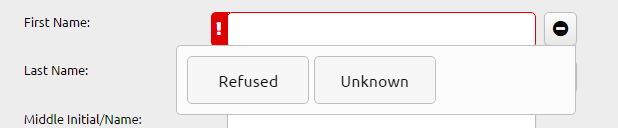 First Name:
!
Refused Unknown
Last Name:
Middle Initial/Name: